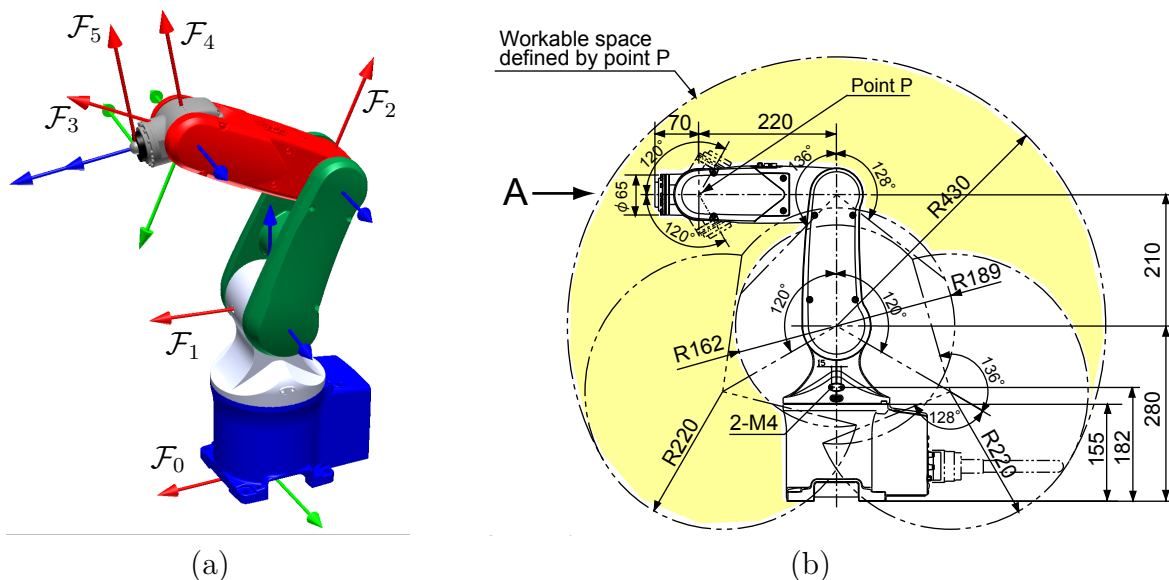 F₅
F₄
F₂
F₃
F₁
F₀
(a)
Workable space
defined by point P
Point P
70
220
120°
136°
128°
A
φ65
R430
120°
210
R189
120°
120°
R162
15
136°
280
2-M4
128°
155
182
R220
R220
(b)